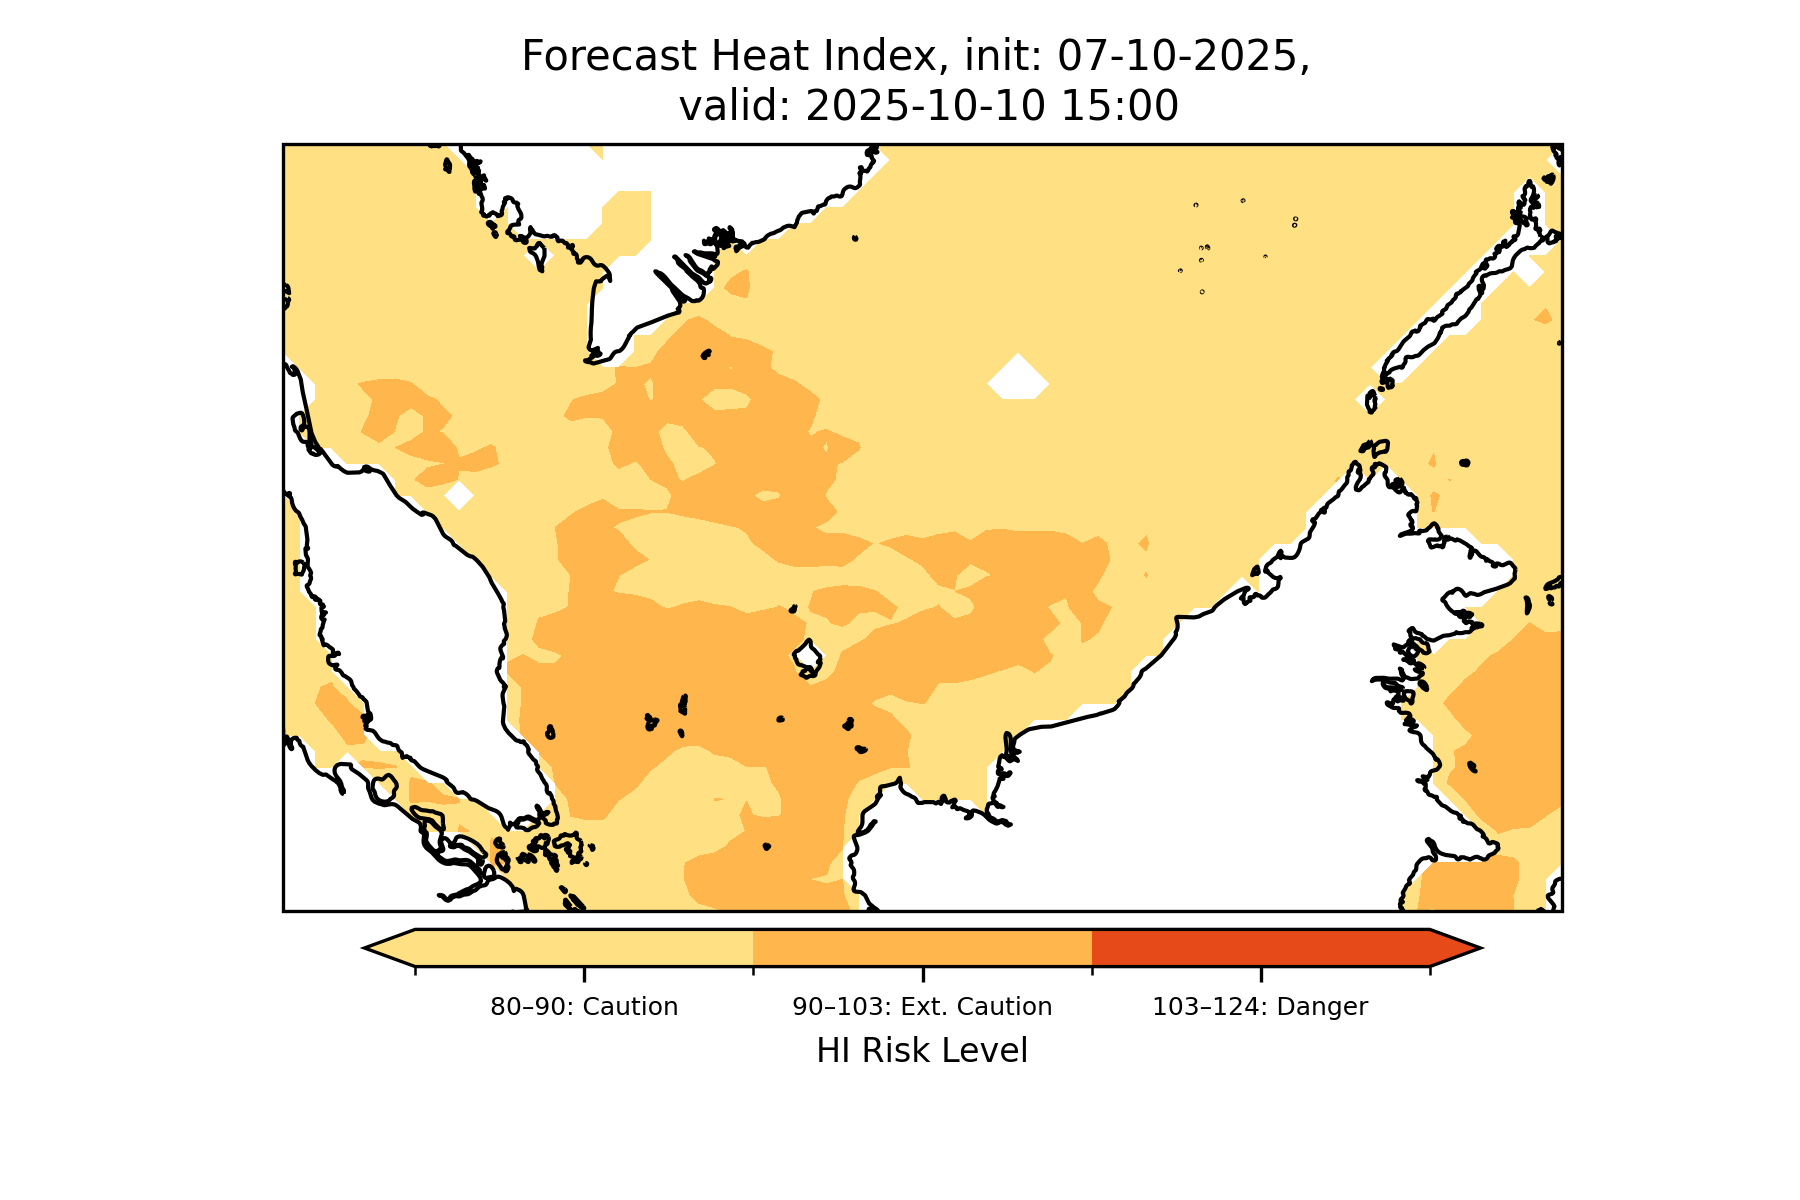 Forecast Heat Index, init: 07-10-2025,
valid: 2025-10-10 15:00
80–90: Caution
90–103: Ext. Caution
103–124: Danger
HI Risk Level